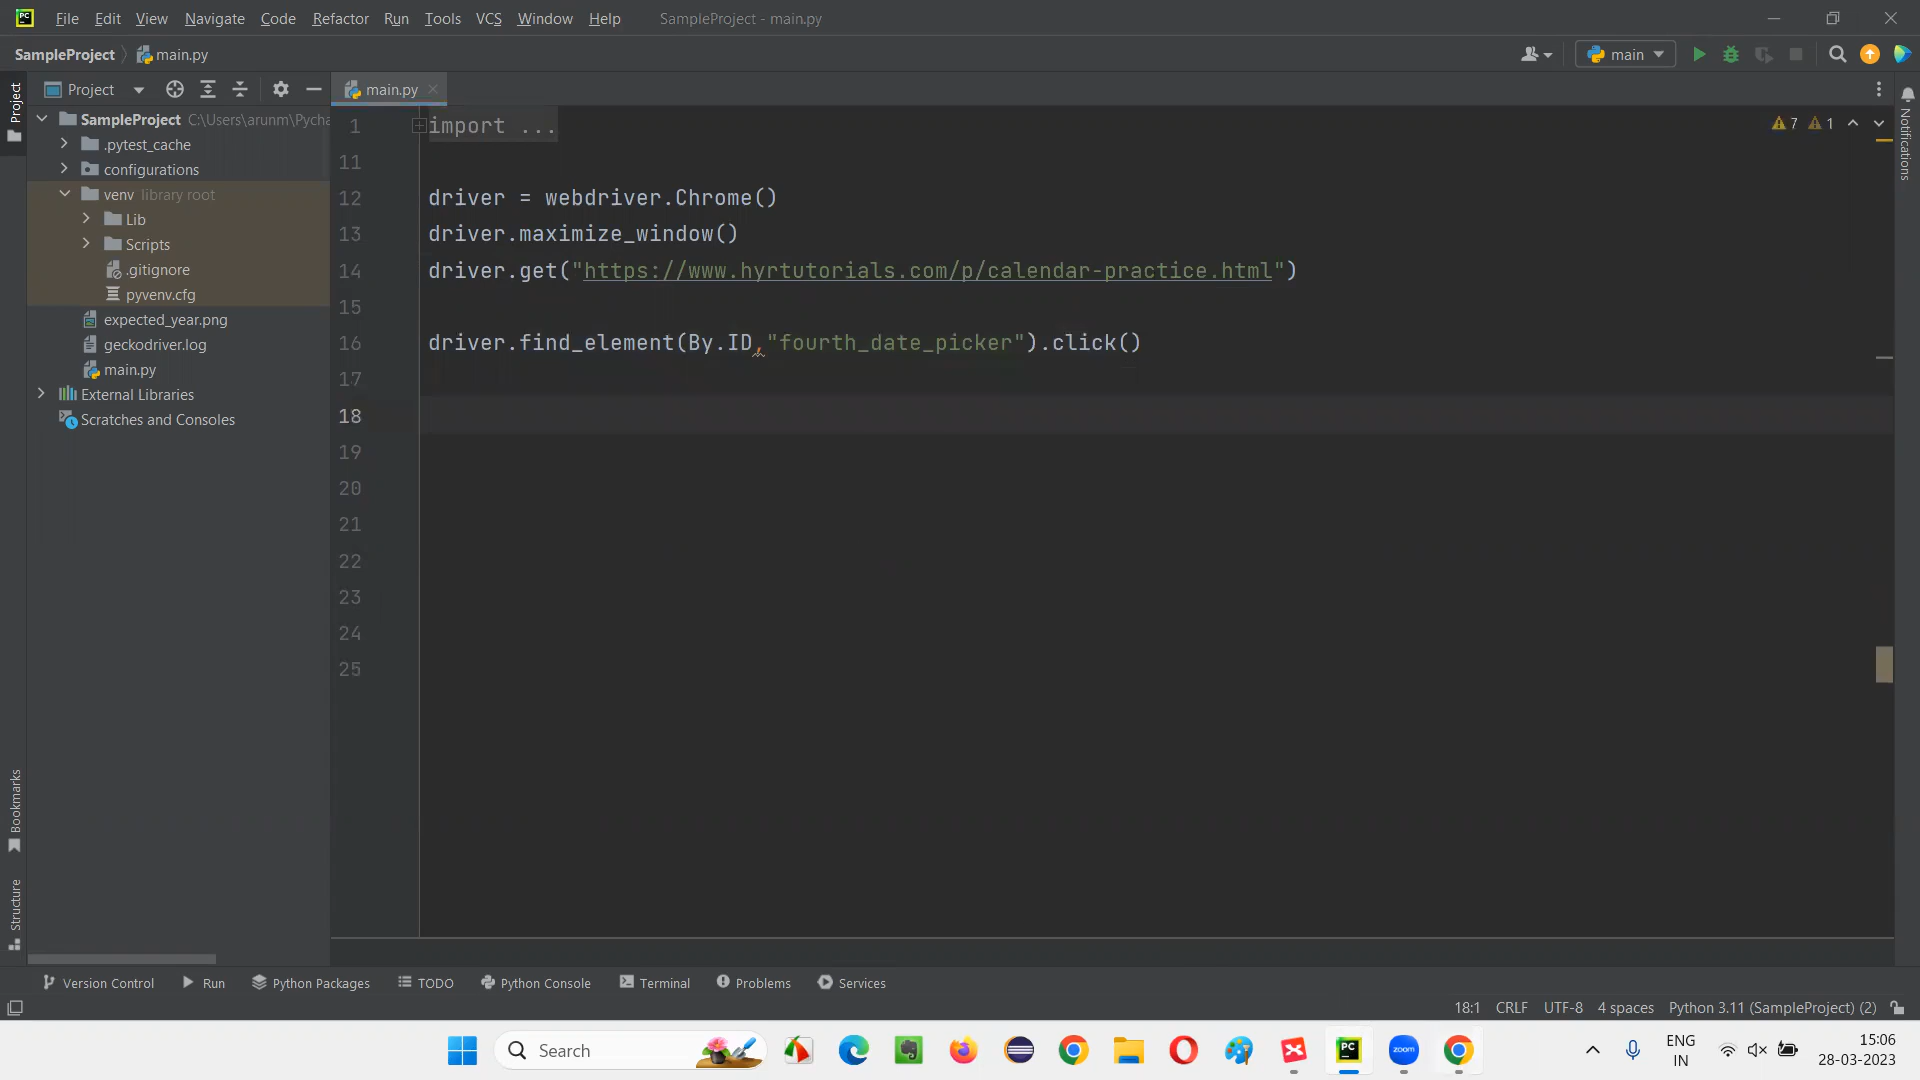 File Edit View Navigate Code Refactor Run Tools VCS Window Help SampleProject - main.py
SampleProject main.py
main
Project
main.py
Project
Notifications
SampleProject C:\Users\arunm\Pycha
.pytest_cache
configurations
venv library root
Lib
Scripts
.gitignore
pyvenv.cfg
expected_year.png
geckodriver.log
main.py
External Libraries
Scratches and Consoles
7 1
1 import ...
11
12 driver = webdriver.Chrome()
13 driver.maximize_window()
14 driver.get("https://www.hyrtutorials.com/p/calendar-practice.html")
15
16 driver.find_element(By.ID,"fourth_date_picker").click()
17
18
19
20
21
22
23
24
25
Bookmarks
Structure
Version Control Run Python Packages TODO Python Console Terminal Problems Services
18:1 CRLF UTF-8 4 spaces Python 3.11 (SampleProject) (2)
Search
PC
zoom
ENG
IN
15:06
28-03-2023